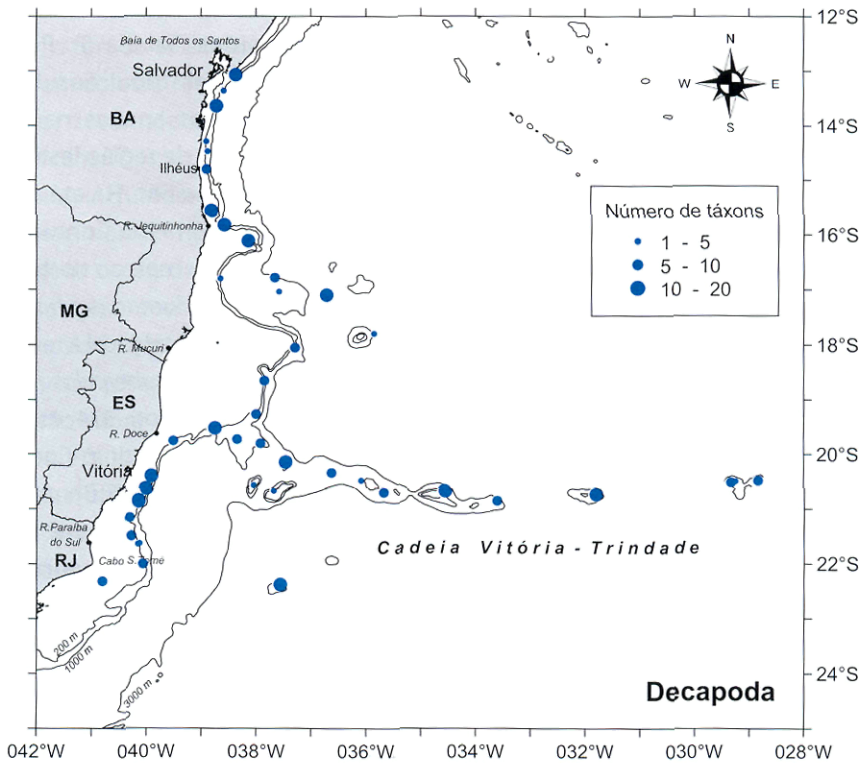 12°S
Baía de Todos os Santos
N
Salvador
W
E
S
BA
14°S
Ilhéus
Número de táxons
1 - 5
5 - 10
10 - 20
R. Jequitinhonha
16°S
MG
R. Mucuri
18°S
ES
R. Doce
Vitória
20°S
R.Paraíba
do Sul
Cadeia Vitória - Trindade
RJ
Cabo S.Tomé
22°S
200 m
1000 m
3000 m
24°S
Decapoda
042°W
040°W
038°W
036°W
034°W
032°W
030°W
28°W